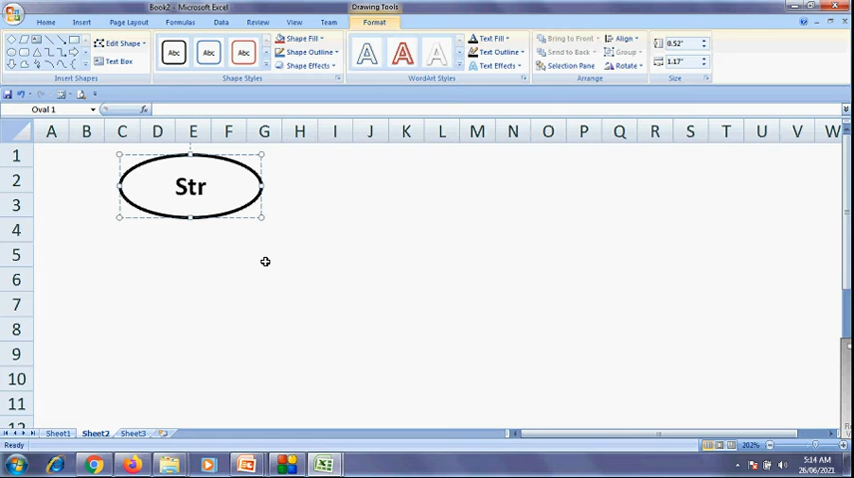 Book2 - Microsoft Excel
Drawing Tools
Home Insert Page Layout Formulas Data Review View Team Format
Edit Shape
Text Box
Insert Shapes
Abc Abc Abc
Shape Fill
Shape Outline
Shape Effects
Shape Styles
A A A
Text Fill
Text Outline
Text Effects
WordArt Styles
Bring to Front
Send to Back
Selection Pane
Align
Group
Rotate
Arrange
0.52"
1.17"
Size
Oval 1
fx
A B C D E F G H I J K L M N O P Q R S T U V W
1
2
3
4
5
6
7
8
9
10
11
12
Str
Sheet1 Sheet2 Sheet3
Ready
202%
5:14 AM
26/06/2021